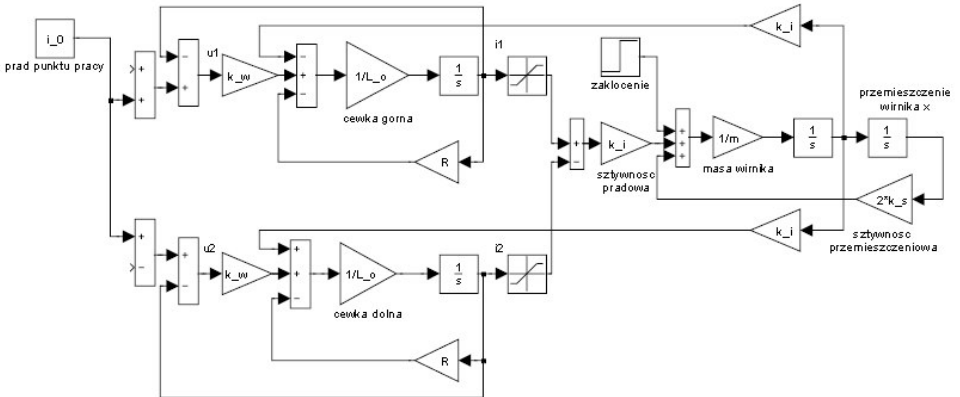 i_0
prad punktu pracy
+
+
−
+
u1
k_w
−
+
−
1/L_o
cewka gorna
1
s
R
i1
zaklocenie
k_i
+
−
k_i
sztywnosc
pradowa
+
+
+
1/m
masa wirnika
1
s
przemieszczenie
wirnika x
1
s
2*k_s
sztywnosc
przemieszczeniowa
k_i
+
−
+
−
u2
k_w
+
+
−
1/L_o
cewka dolna
1
s
R
i2